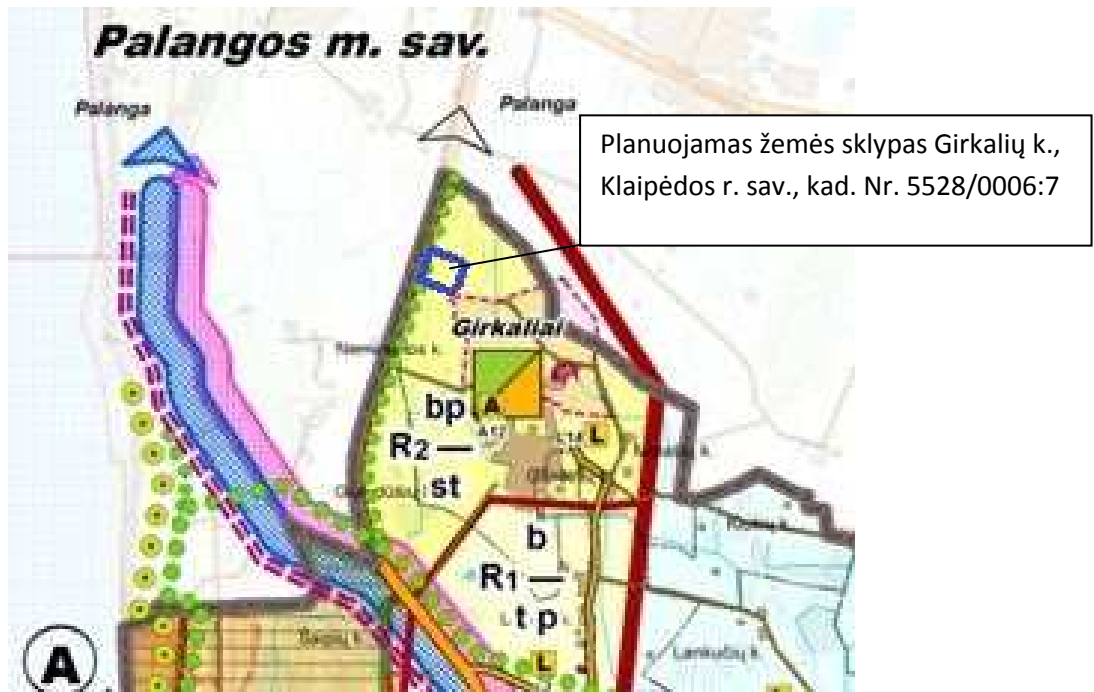 Palangos m. sav.
Palanga
Palanga
Planuojamas žemės sklypas Girkalių k.,
Klaipėdos r. sav., kad. Nr. 5528/0006:7
Girkaliai
bp
A
R2
L
st
b
R1
t p
A
Lankučių k.
L